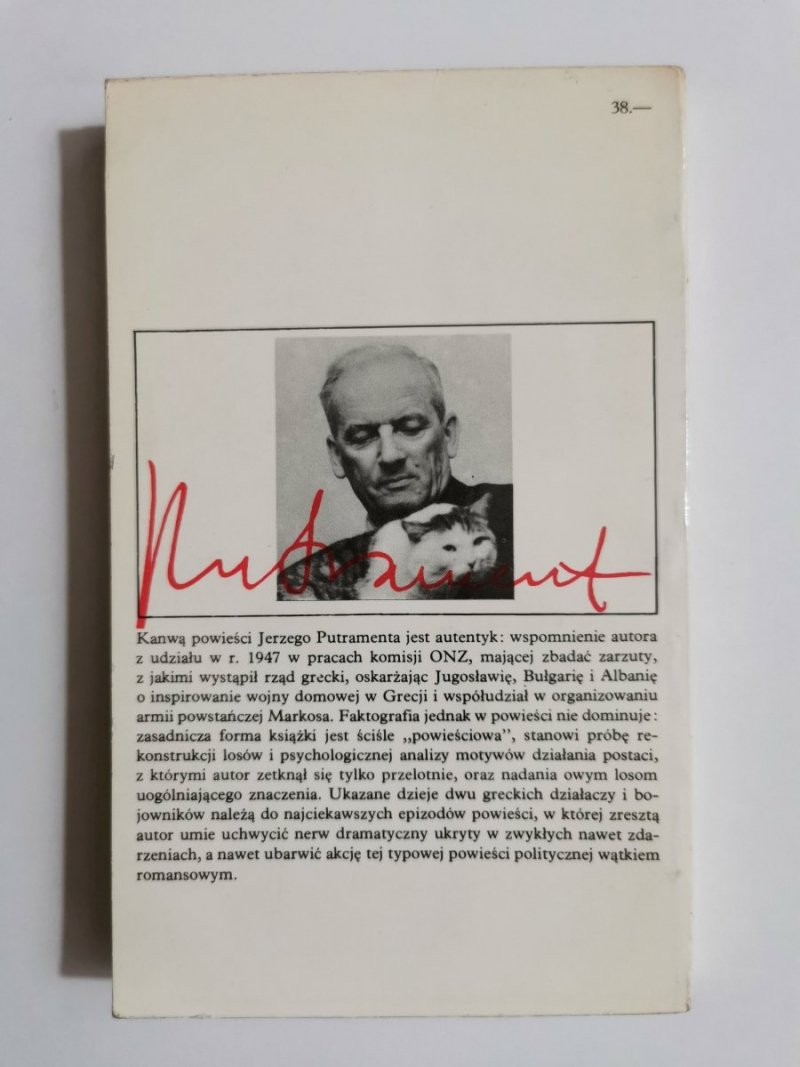 38.—
Putrament
Kanwą powieści Jerzego Putramenta jest autentyk: wspomnienie autora
z udziału w r. 1947 w pracach komisji ONZ, mającej zbadać zarzuty,
z jakimi wystąpił rząd grecki, oskarżając Jugosławię, Bułgarię i Albanię
o inspirowanie wojny domowej w Grecji i współudział w organizowaniu
armii powstańczej Markosa. Faktografia jednak w powieści nie dominuje:
zasadnicza forma książki jest ściśle „powieściowa”, stanowi próbę re-
konstrukcji losów i psychologicznej analizy motywów działania postaci,
z którymi autor zetknął się tylko przelotnie, oraz nadania owym losom
uogólniającego znaczenia. Ukazane dzieje dwu greckich działaczy i bo-
jowników należą do najciekawszych epizodów powieści, w której zresztą
autor umie uchwycić nerw dramatyczny ukryty w zwykłych nawet zda-
rzeniach, a nawet ubarwić akcję tej typowej powieści politycznej wątkiem
romansowym.